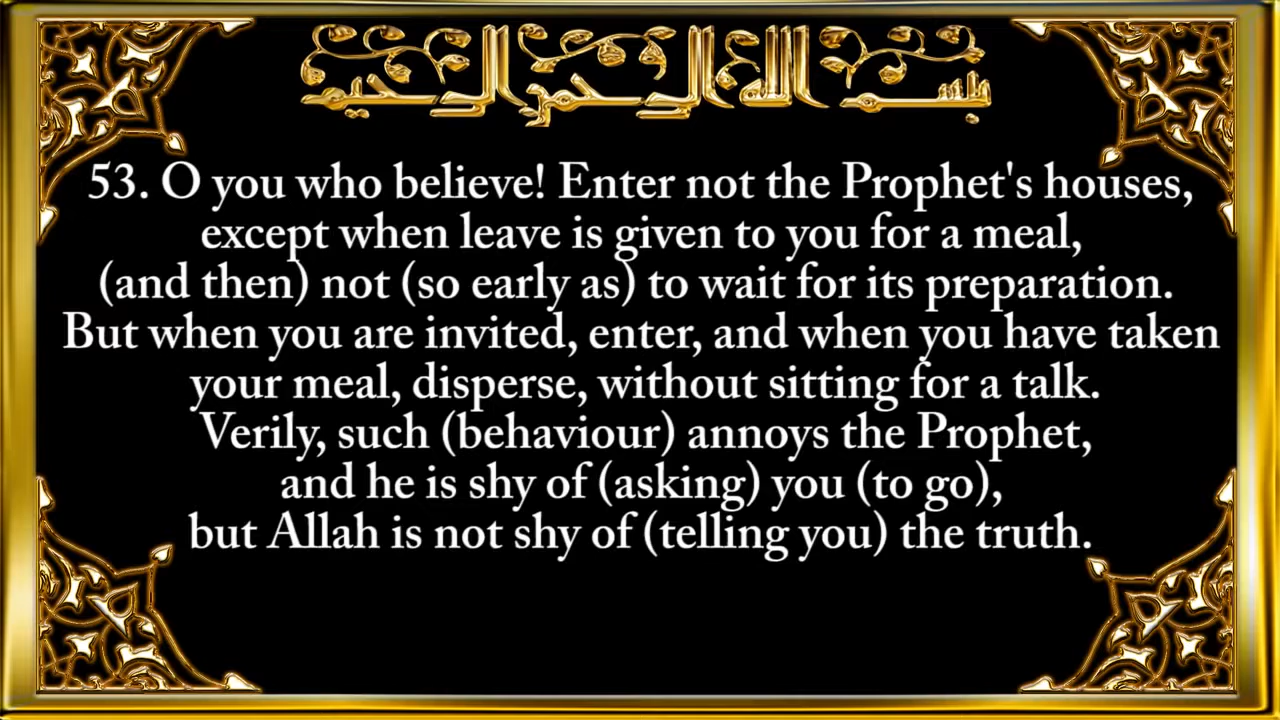 بسم الله الرحمن الرحيم
53. O you who believe! Enter not the Prophet's houses,
except when leave is given to you for a meal,
(and then) not (so early as) to wait for its preparation.
But when you are invited, enter, and when you have taken
your meal, disperse, without sitting for a talk.
Verily, such (behaviour) annoys the Prophet,
and he is shy of (asking) you (to go),
but Allah is not shy of (telling you) the truth.